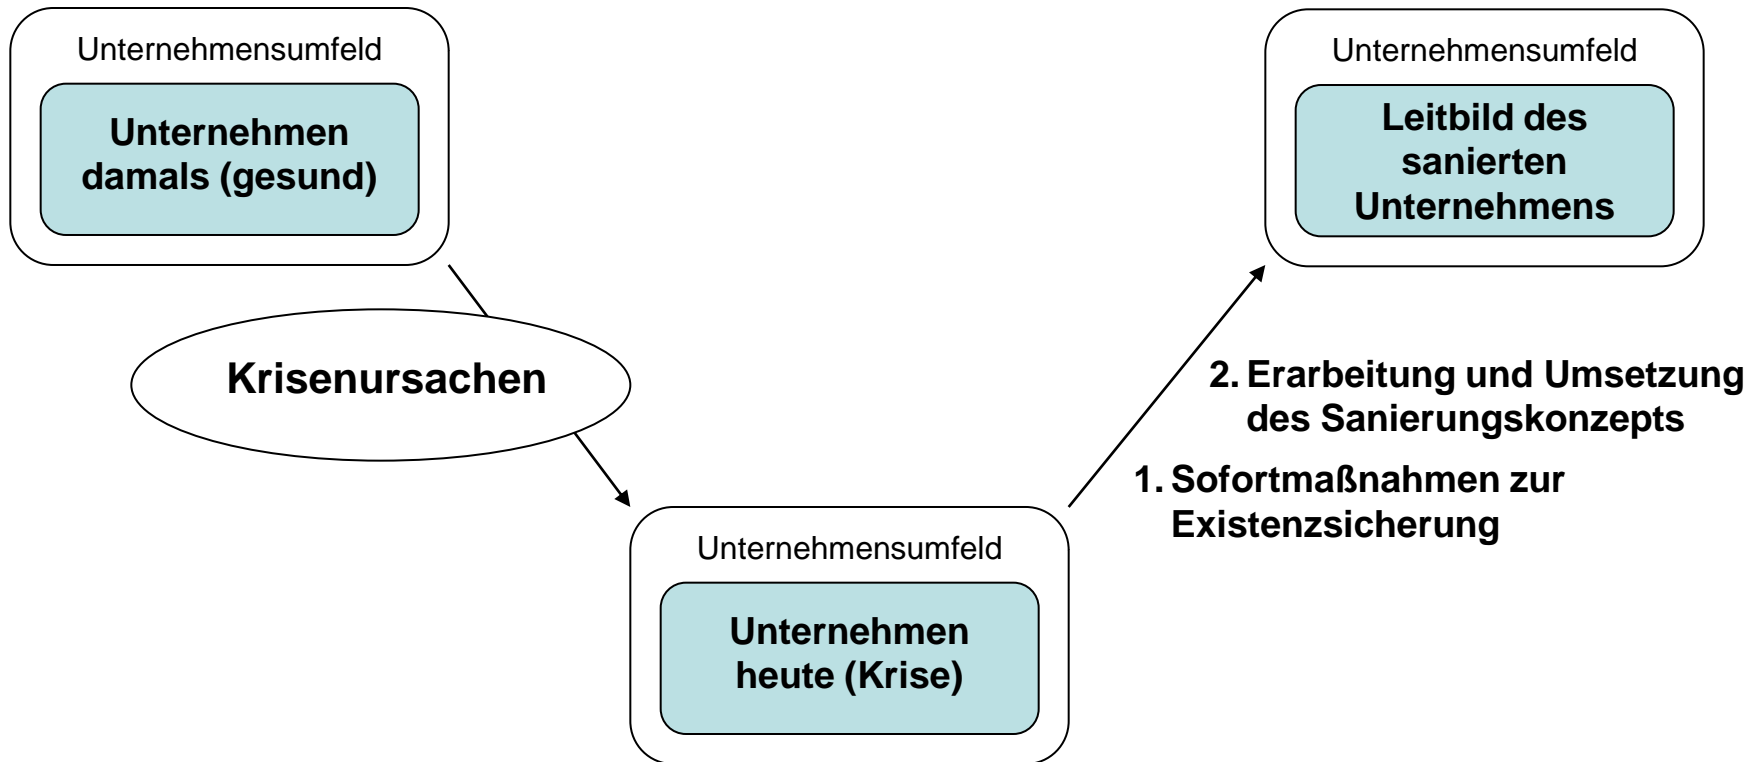 Unternehmensumfeld
Unternehmen
damals (gesund)
Krisenursachen
Unternehmensumfeld
Unternehmen
heute (Krise)
Unternehmensumfeld
Leitbild des
sanierten
Unternehmens
2. Erarbeitung und Umsetzung
des Sanierungskonzepts
1. Sofortmaßnahmen zur
Existenzsicherung